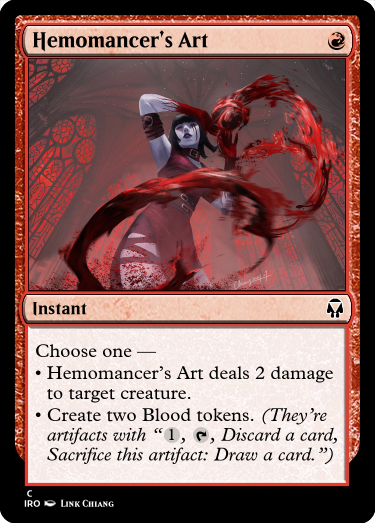 Hemomancer's Art
Instant
Choose one —
• Hemomancer's Art deals 2 damage
to target creature.
• Create two Blood tokens. (They're
artifacts with “1, , Discard a card,
Sacrifice this artifact: Draw a card.”)
C
IRO Link Chiang